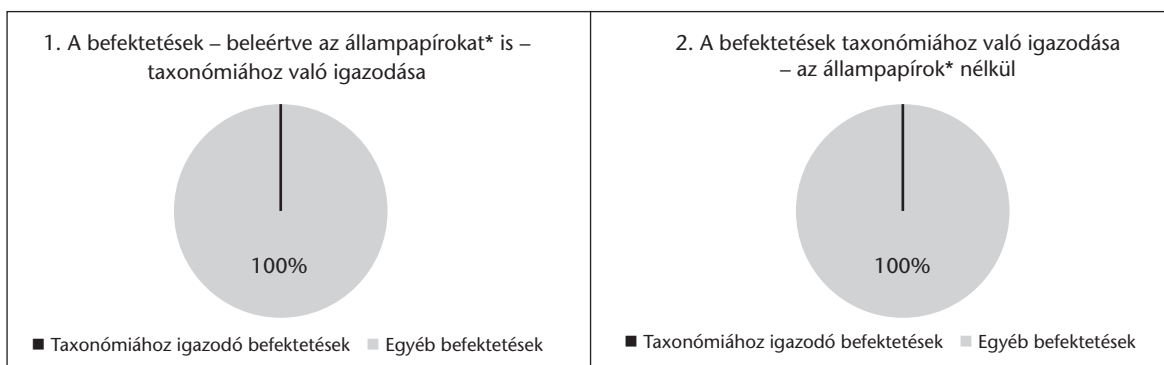 1. A befektetések – beleértve az állampapírokat* is –
taxonómiához való igazodása
100%
■ Taxonómiához igazodó befektetések ■ Egyéb befektetések
2. A befektetések taxonómiához való igazodása
– az állampapírok* nélkül
100%
■ Taxonómiához igazodó befektetések ■ Egyéb befektetések